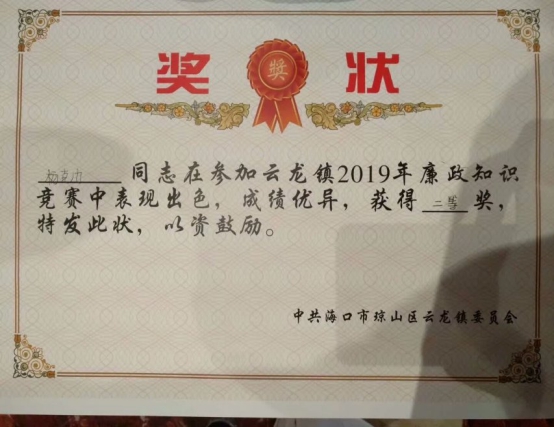 奖 奖 状
同志在参加云龙镇2019年廉政知识
竞赛中表现出色，成绩优异，获得 二等 奖，
特发此状，以资鼓励。
中共海口市琼山区云龙镇委员会